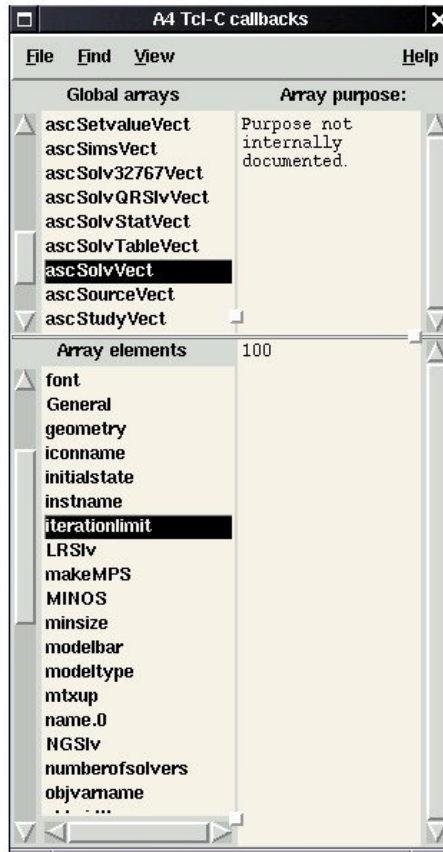 A4 Tcl-C callbacks
File Find View Help
Global arrays
ascSetvalueVect
ascSimsVect
ascSolv32767Vect
ascSolvQRSlvVect
ascSolvStatVect
ascSolvTableVect
ascSolvVect
ascSourceVect
ascStudyVect
Array purpose:
Purpose not
internally
documented.
Array elements
font
General
geometry
iconname
initialstate
instname
iterationlimit
LRSlv
makeMPS
MINOS
minsize
modelbar
modeltype
mtxup
name.0
NGSlv
numberofsolvers
objvarname
100